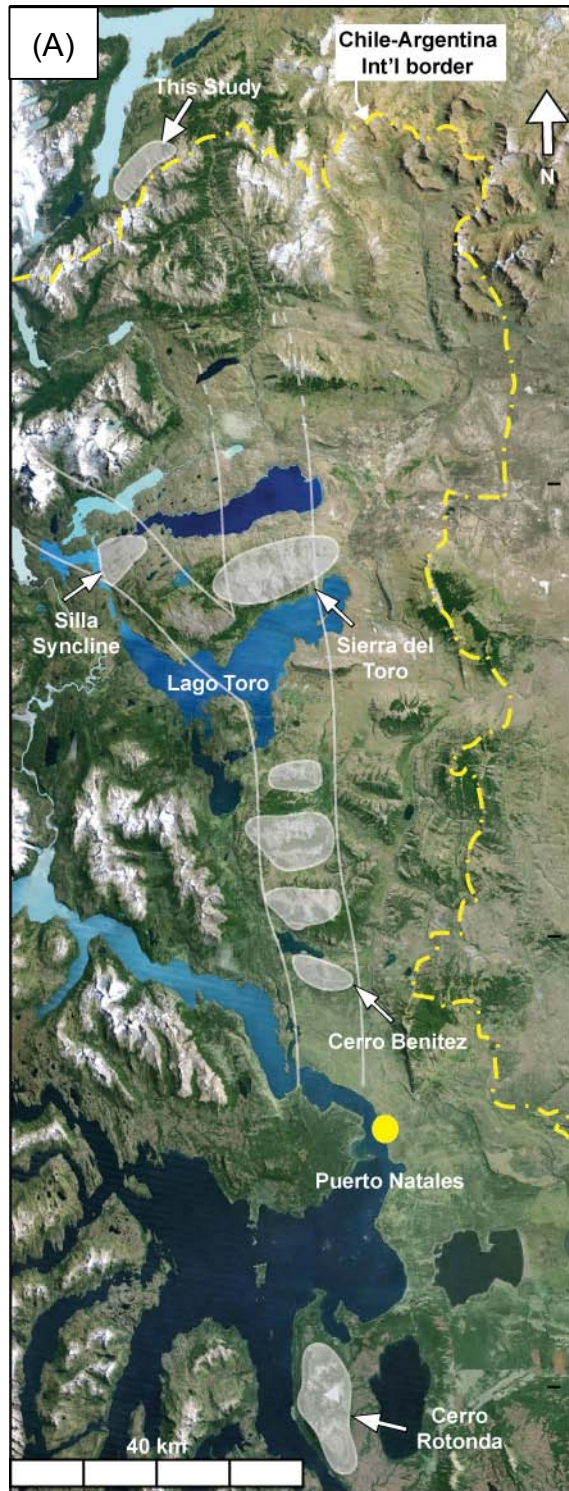 (A)
Chile-Argentina
Int'l border
This Study
N
Silla
Syncline
Sierra del
Toro
Lago Toro
Cerro Benitez
Puerto Natales
Cerro
Rotonda
40 km